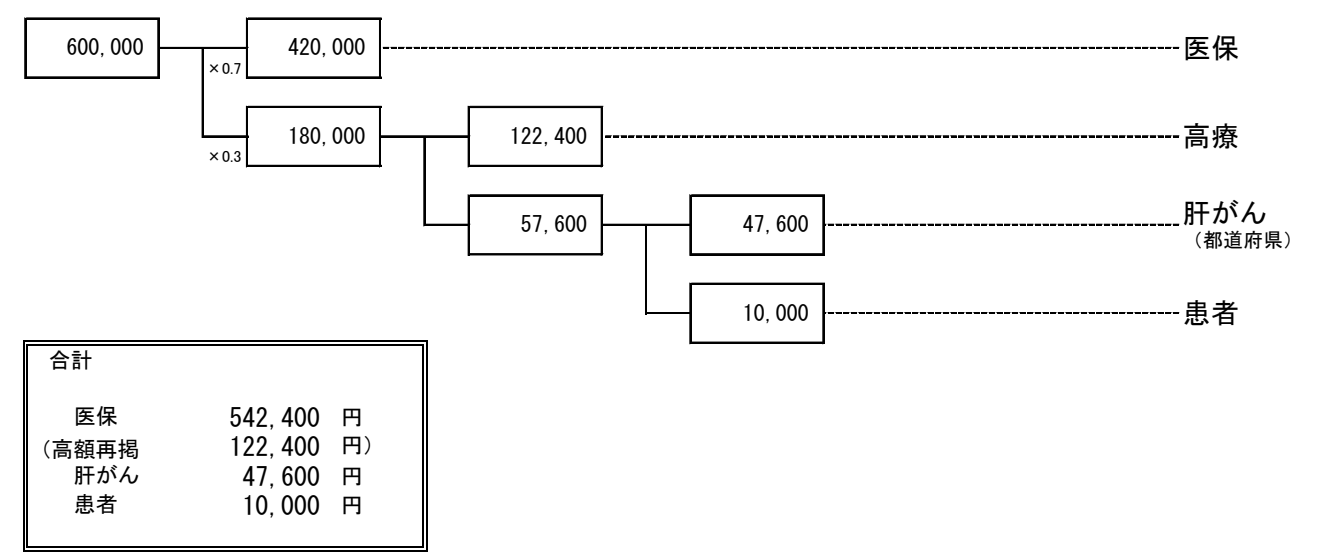 600,000 420,000 医保
×0.7
180,000 122,400 高療
×0.3
57,600 47,600 肝がん
（都道府県）
10,000 患者
合計
医保 542,400 円
（高額再掲 122,400 円）
肝がん 47,600 円
患者 10,000 円